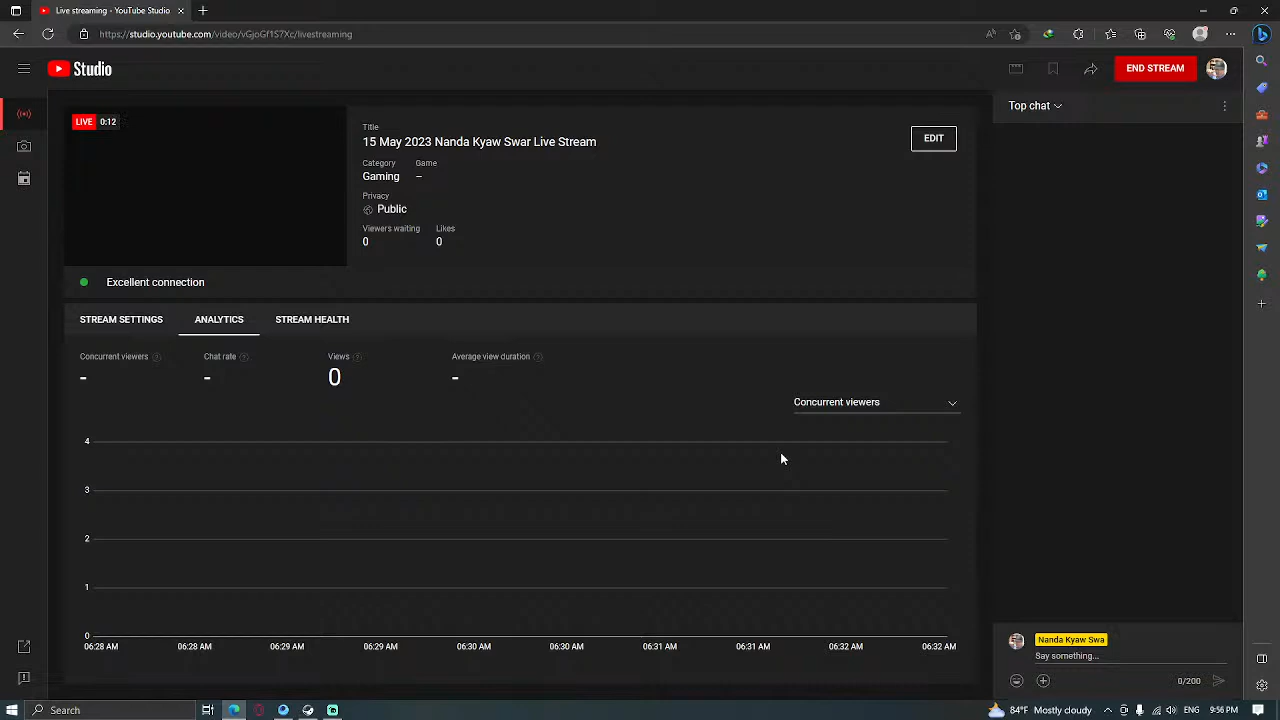 Live streaming - YouTube Studio
https://studio.youtube.com/video/vGjoGf1S7Xc/livestreaming
Studio
END STREAM
LIVE 0:12
Title
15 May 2023 Nanda Kyaw Swar Live Stream
EDIT
Category Game
Gaming –
Privacy
Public
Viewers waiting Likes
0 0
Excellent connection
STREAM SETTINGS ANALYTICS STREAM HEALTH
Concurrent viewers Chat rate Views Average view duration
- - 0 -
Concurrent viewers
4
3
2
1
0
06:28 AM 06:28 AM 06:29 AM 06:29 AM 06:30 AM 06:30 AM 06:31 AM 06:31 AM 06:32 AM 06:32 AM
Top chat
Nanda Kyaw Swa
Say something...
0/200
Search
84°F Mostly cloudy
ENG
9:56 PM